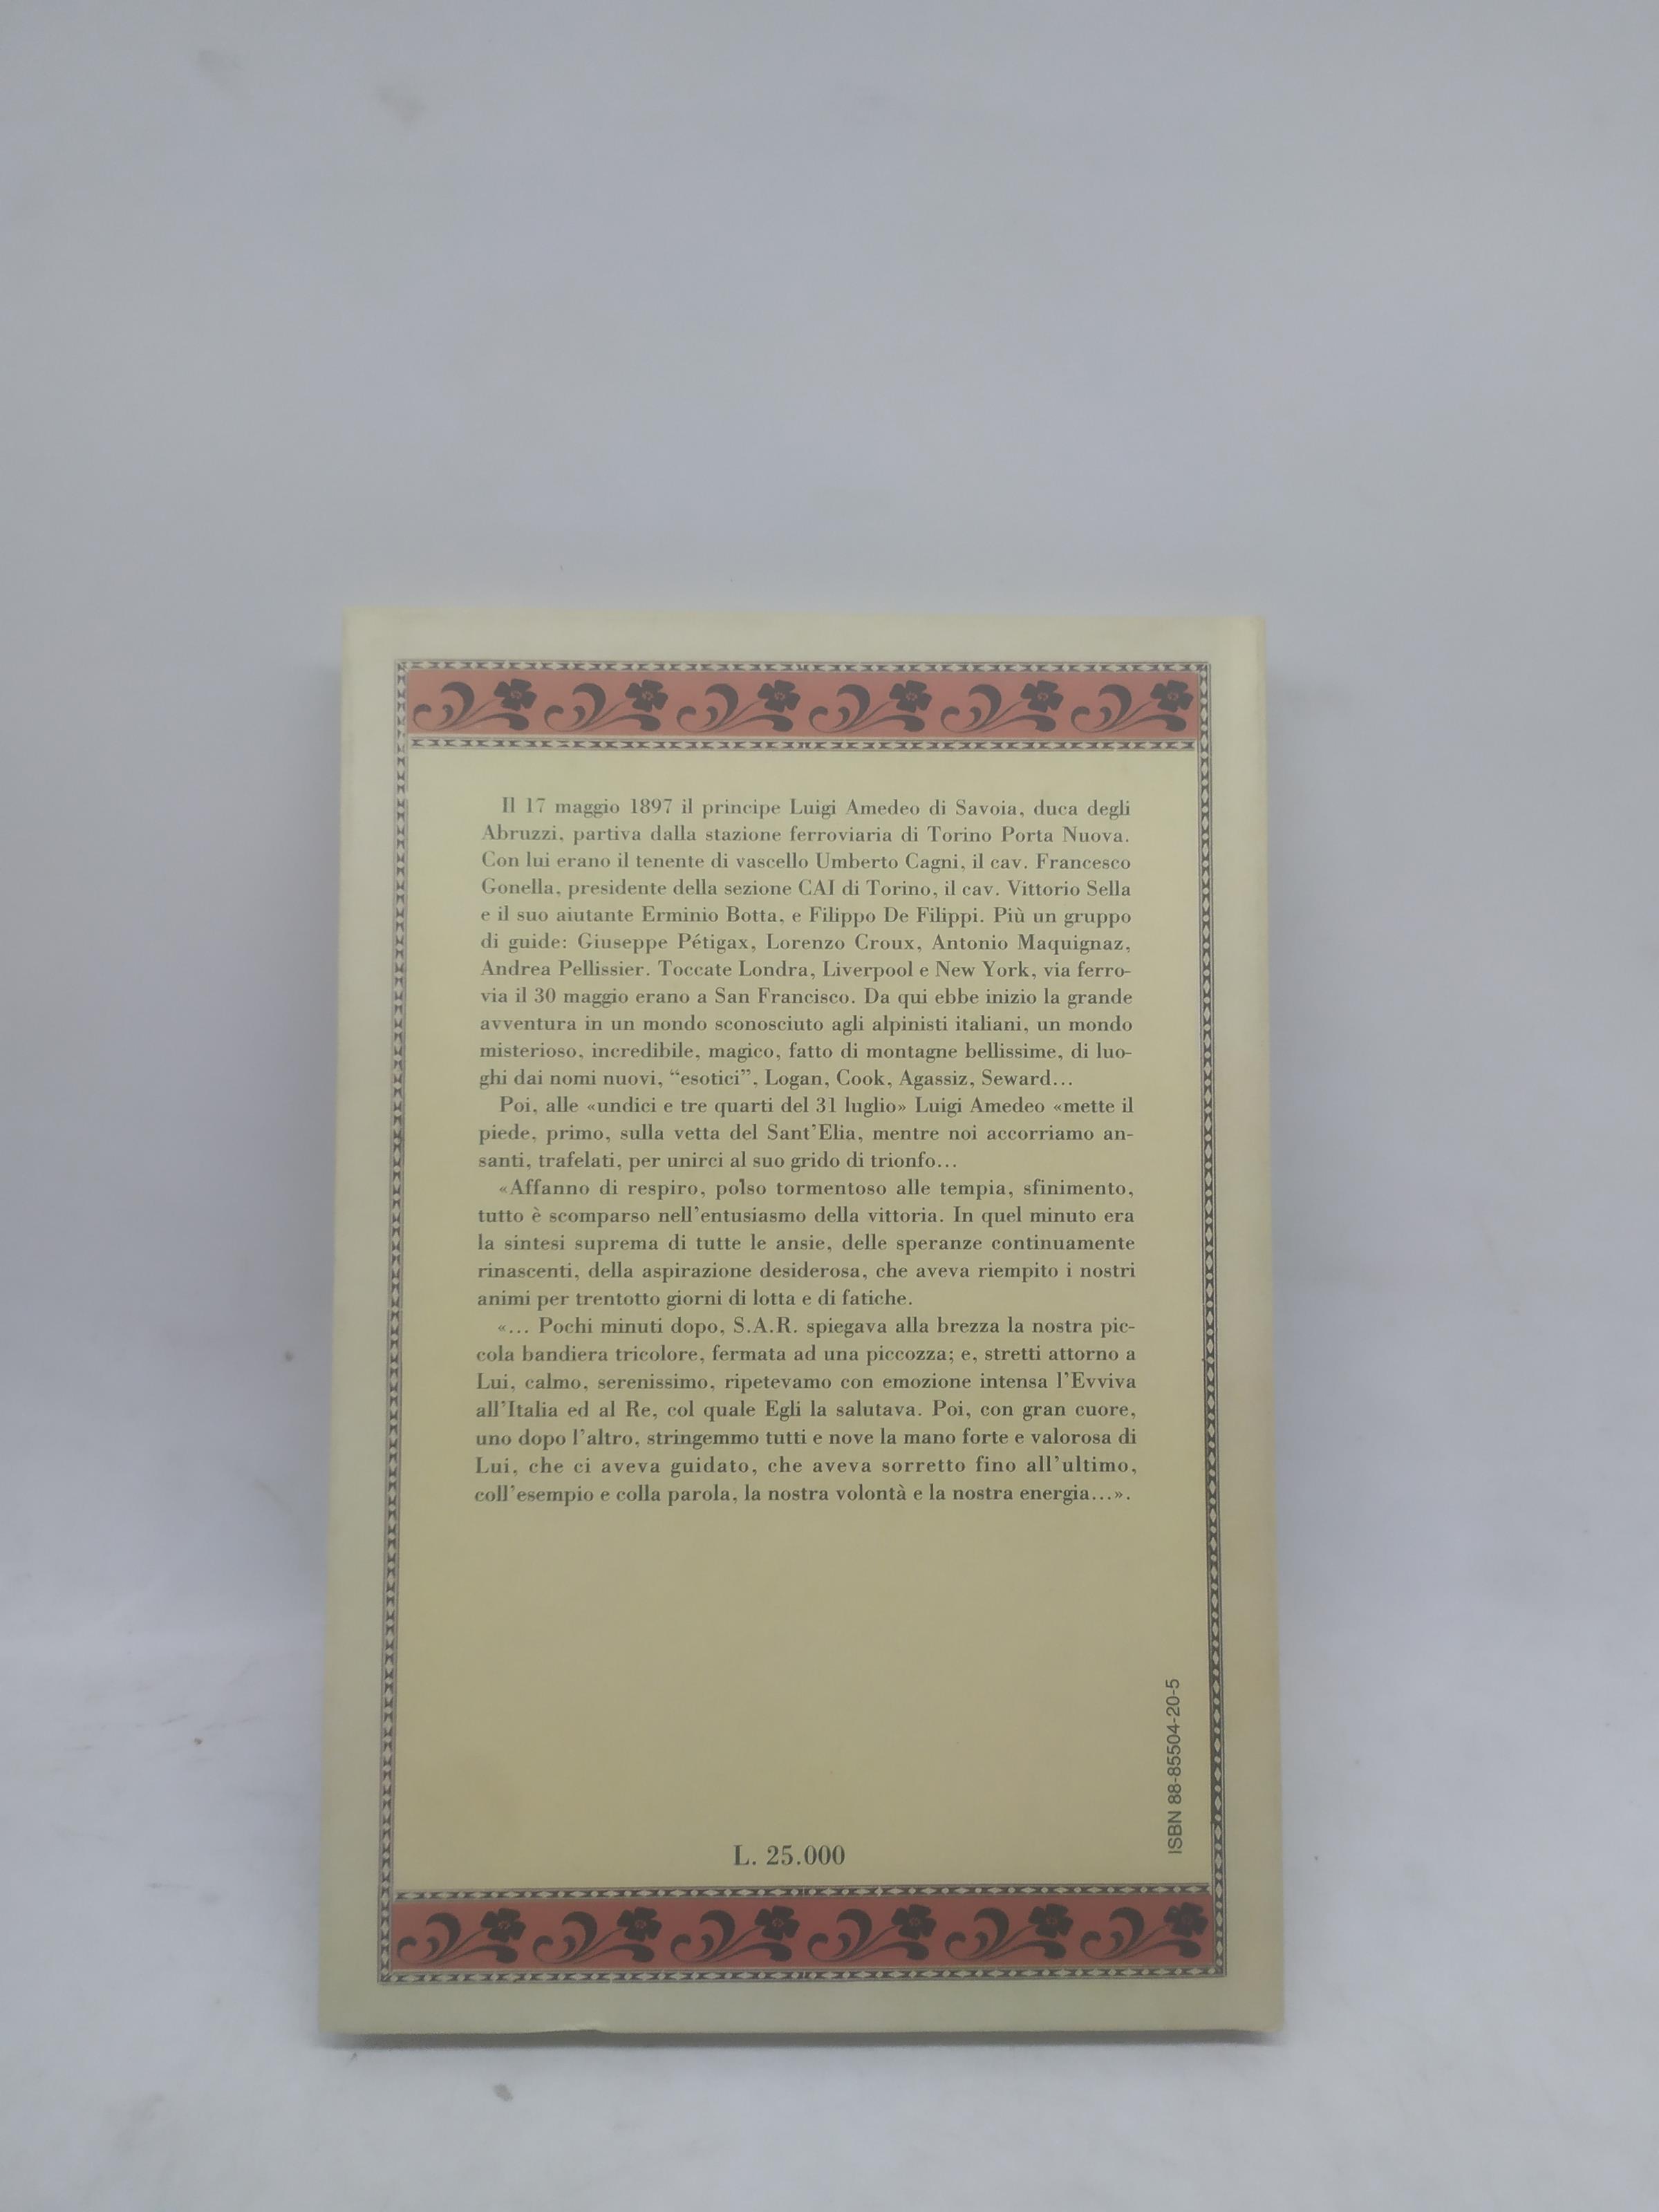 Il 17 maggio 1897 il principe Luigi Amedeo di Savoia, duca degli
Abruzzi, partiva dalla stazione ferroviaria di Torino Porta Nuova.
Con lui erano il tenente di vascello Umberto Cagni, il cav. Francesco
Gonella, presidente della sezione CAI di Torino, il cav. Vittorio Sella
e il suo aiutante Erminio Botta, e Filippo De Filippi. Più un gruppo
di guide: Giuseppe Pétigax, Lorenzo Croux, Antonio Maquignaz,
Andrea Pellissier. Toccate Londra, Liverpool e New York, via ferro-
via il 30 maggio erano a San Francisco. Da qui ebbe inizio la grande
avventura in un mondo sconosciuto agli alpinisti italiani, un mondo
misterioso, incredibile, magico, fatto di montagne bellissime, di luo-
ghi dai nomi nuovi, “esotici”, Logan, Cook, Agassiz, Seward...
Poi, alle «undici e tre quarti del 31 luglio» Luigi Amedeo «mette il
piede, primo, sulla vetta del Sant'Elia, mentre noi accorriamo an-
santi, trafelati, per unirci al suo grido di trionfo...
«Affanno di respiro, polso tormentoso alle tempia, sfinimento,
tutto è scomparso nell'entusiasmo della vittoria. In quel minuto era
la sintesi suprema di tutte le ansie, delle speranze continuamente
rinascenti, della aspirazione desiderosa, che aveva riempito i nostri
animi per trentotto giorni di lotta e di fatiche.
«... Pochi minuti dopo, S.A.R. spiegava alla brezza la nostra pic-
cola bandiera tricolore, fermata ad una piccozza; e, stretti attorno a
Lui, calmo, serenissimo, ripetevamo con emozione intensa l'Evviva
all'Italia ed al Re, col quale Egli la salutava. Poi, con gran cuore,
uno dopo l'altro, stringemmo tutti e nove la mano forte e valorosa di
Lui, che ci aveva guidato, che aveva sorretto fino all'ultimo,
coll'esempio e colla parola, la nostra volontà e la nostra energia...».
ISBN 88-85504-20-5
L. 25.000